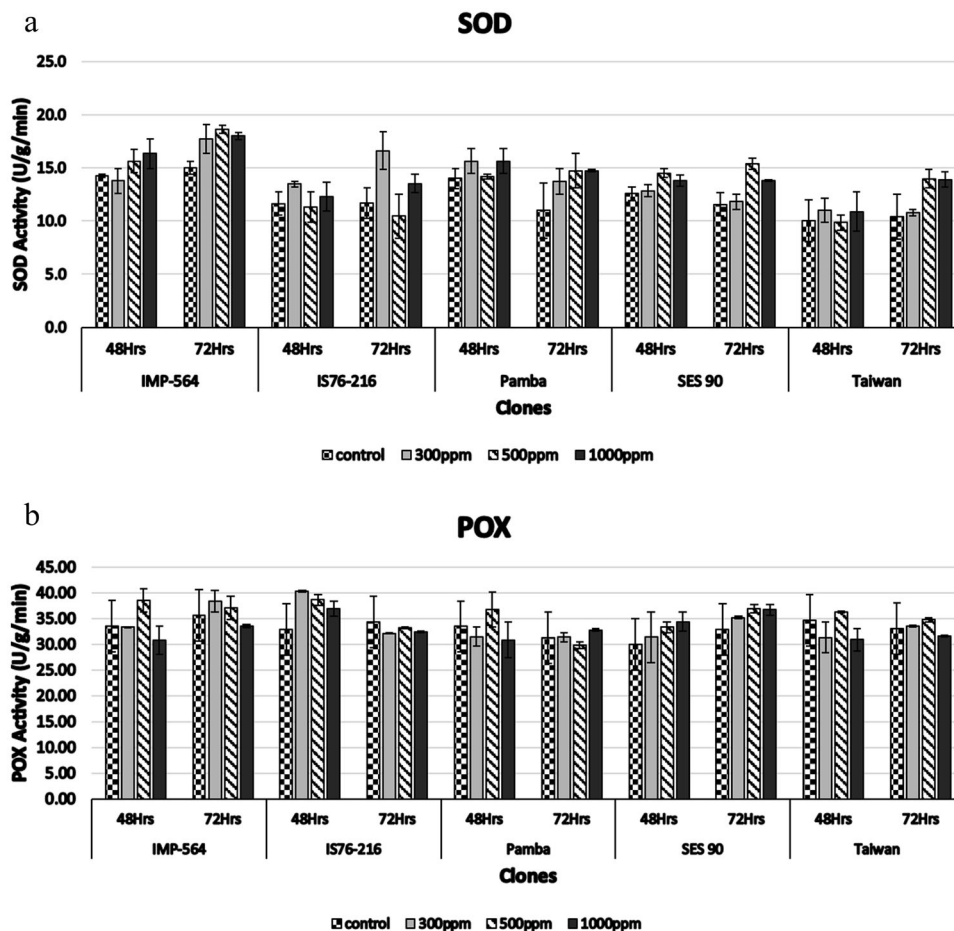 a
SOD
25.0
20.0
15.0
10.0
5.0
0.0
SOD Activity (U/g/min)
48Hrs 72Hrs 48Hrs 72Hrs 48Hrs 72Hrs 48Hrs 72Hrs 48Hrs 72Hrs
IMP-564 IS76-216 Pamba SES 90 Taiwan
Clones
control 300ppm 500ppm 1000ppm
b
POX
45.00
40.00
35.00
30.00
25.00
20.00
15.00
10.00
5.00
0.00
POX Activity (U/g/min)
48Hrs 72Hrs 48Hrs 72Hrs 48Hrs 72Hrs 48Hrs 72Hrs 48Hrs 72Hrs
IMP-564 IS76-216 Pamba SES 90 Taiwan
Clones
control 300ppm 500ppm 1000ppm